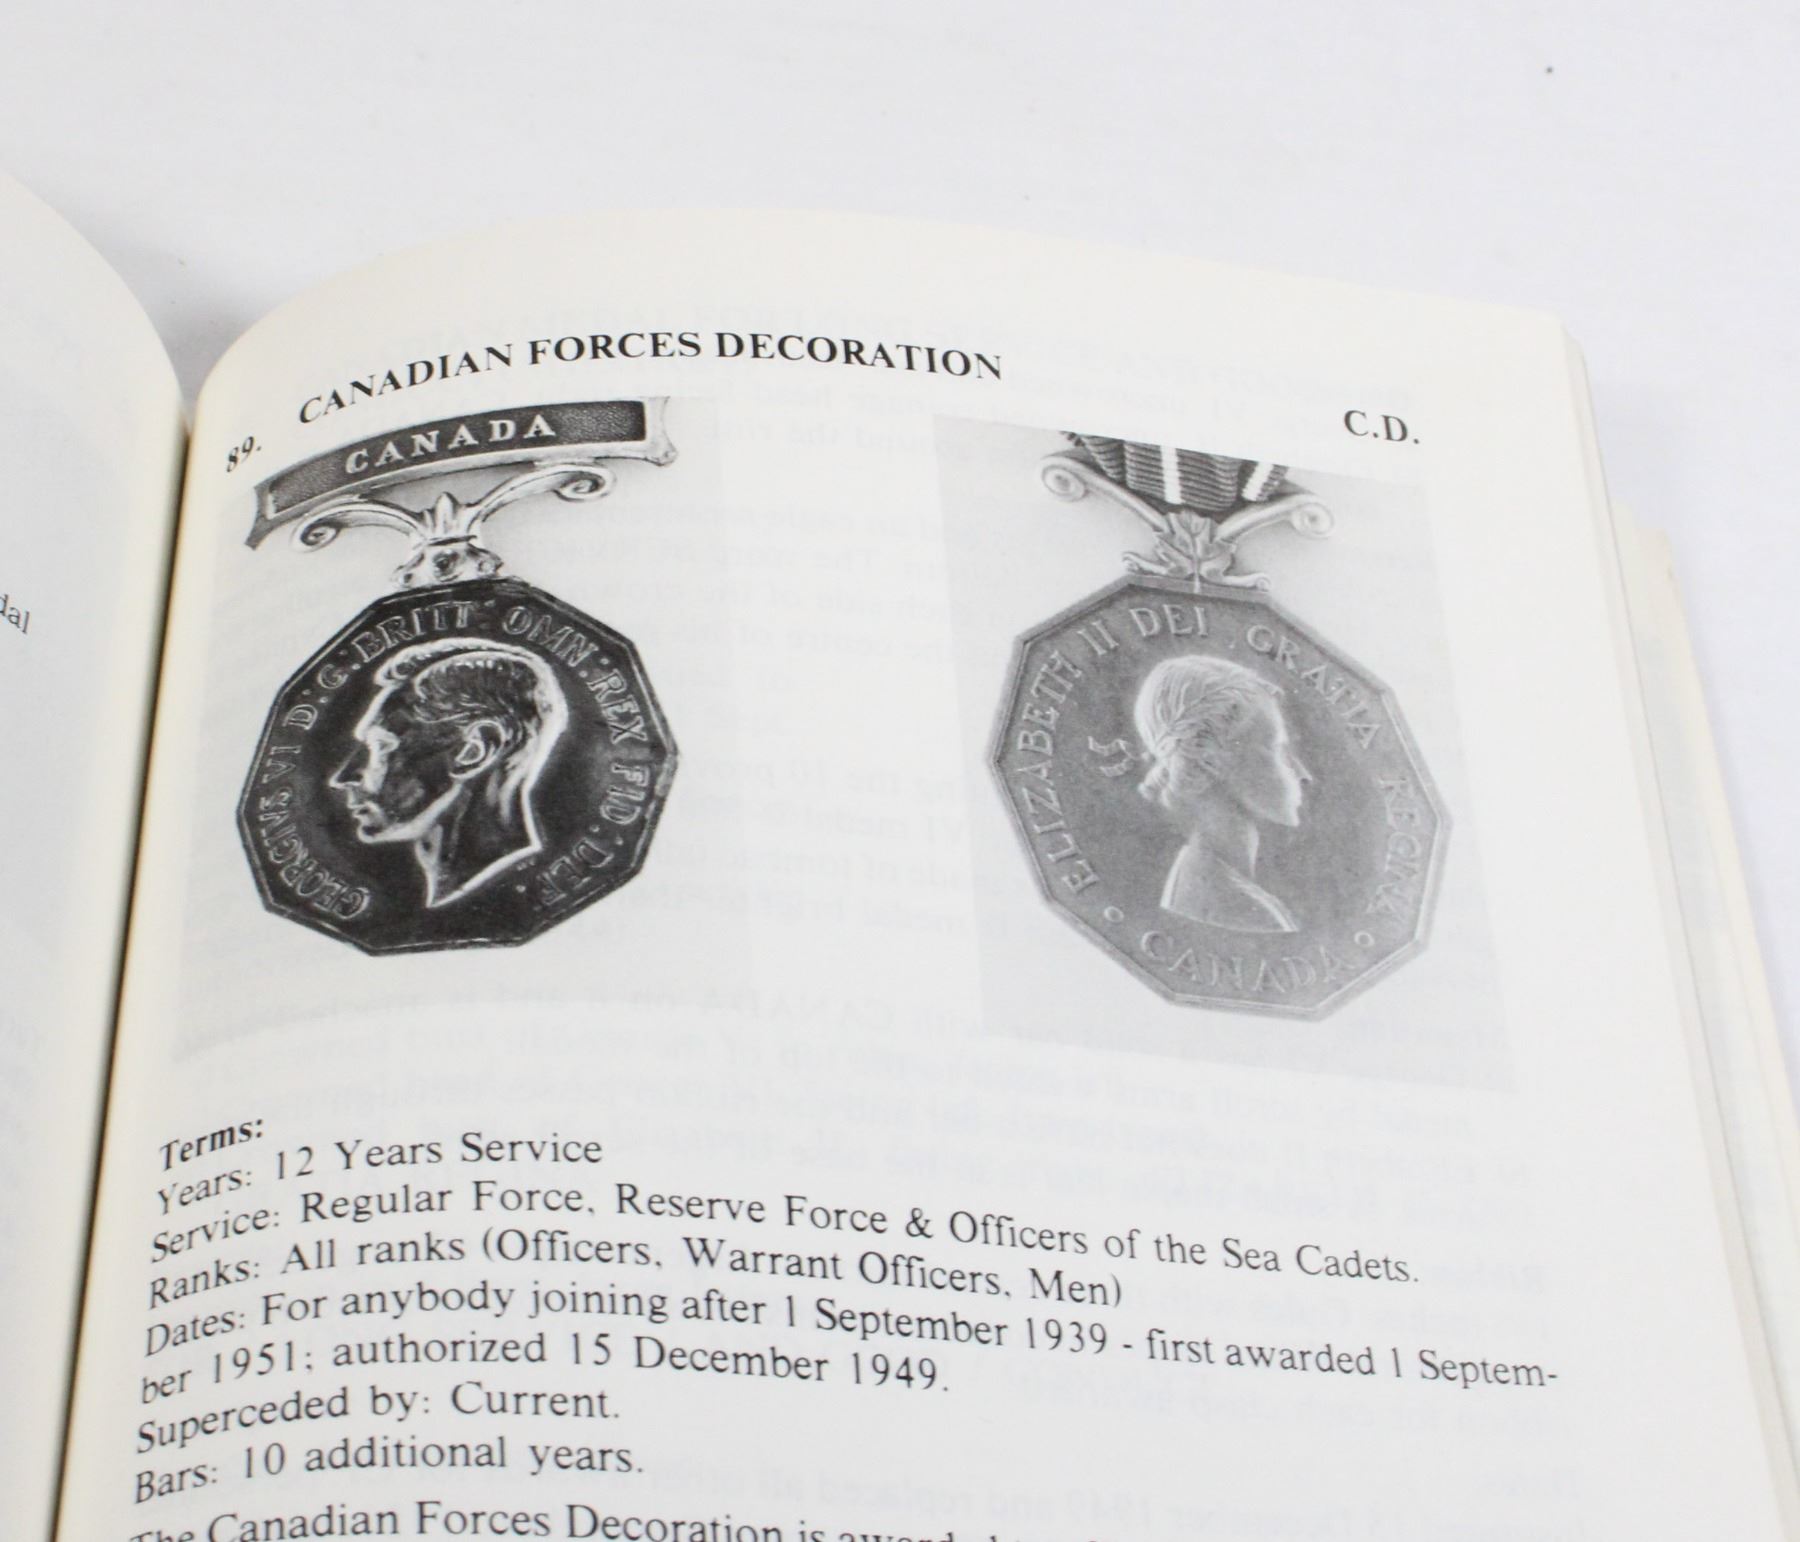 89. CANADIAN FORCES DECORATION C.D.
CANADA
GEORGIVS VI D: G: BRITT: OMN: REX FID: DEF.
ELIZABETH II DEI GRATIA REGINA
CANADA
dal
Terms:
Years: 12 Years Service
Service: Regular Force, Reserve Force & Officers of the Sea Cadets.
Ranks: All ranks (Officers, Warrant Officers, Men)
Dates: For anybody joining after 1 September 1939 - first awarded 1 Septem-
ber 1951; authorized 15 December 1949.
Superceded by: Current.
Bars: 10 additional years.
The Canadian Forces Decoration is